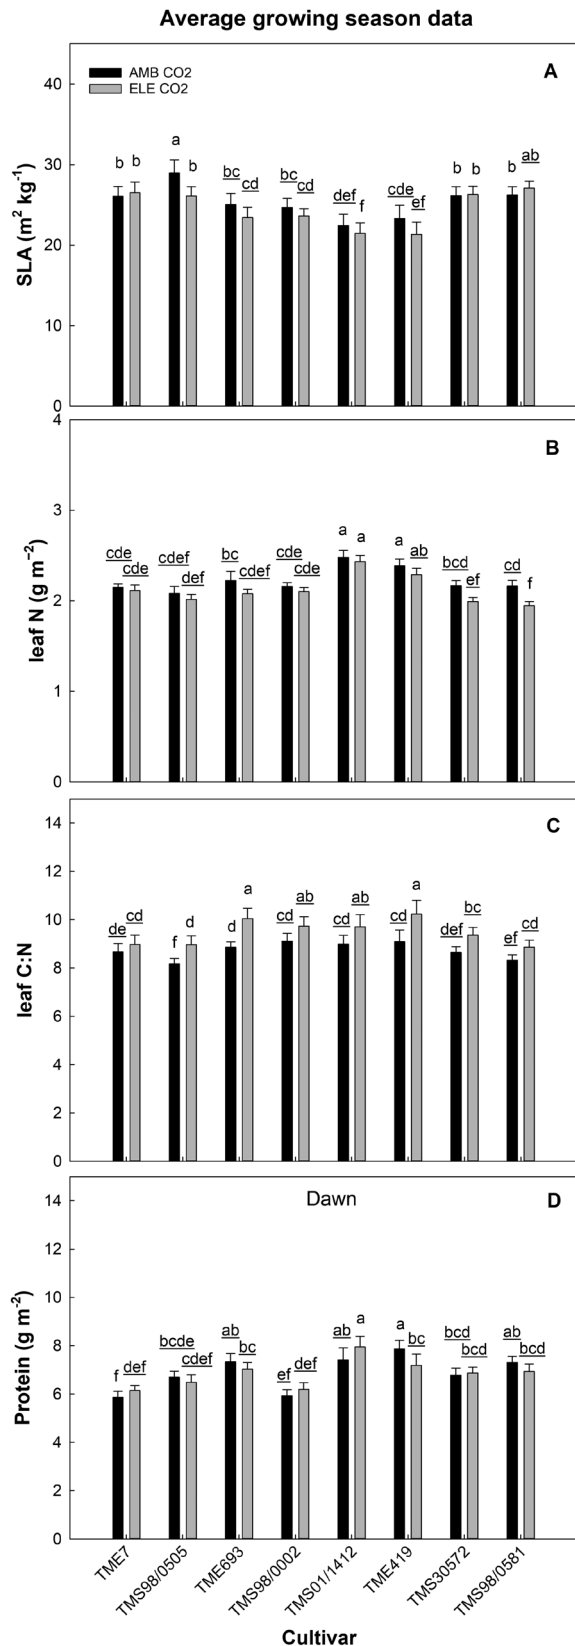 Average growing season data
A
AMB CO2
ELE CO2
SLA (m² kg⁻¹)
40
30
20
10
0
b b a b bc cd bc cd def f cde ef b b b ab
B
leaf N (g m⁻²)
4
3
2
1
0
cde cde cdef def bc cdef cde cde a a a ab bcd ef cd f
C
leaf C:N
14
12
10
8
6
4
2
0
de cd f d d a cd ab cd ab cd a def bc ef cd
Dawn
D
Protein (g m⁻²)
14
12
10
8
6
4
2
0
f def bcde cdef ab bc ef def ab a a bc bcd bcd ab bcd
TME7
TMS98/0505
TME693
TMS98/0002
TMS01/1412
TME419
TMS30572
TMS98/0581
Cultivar